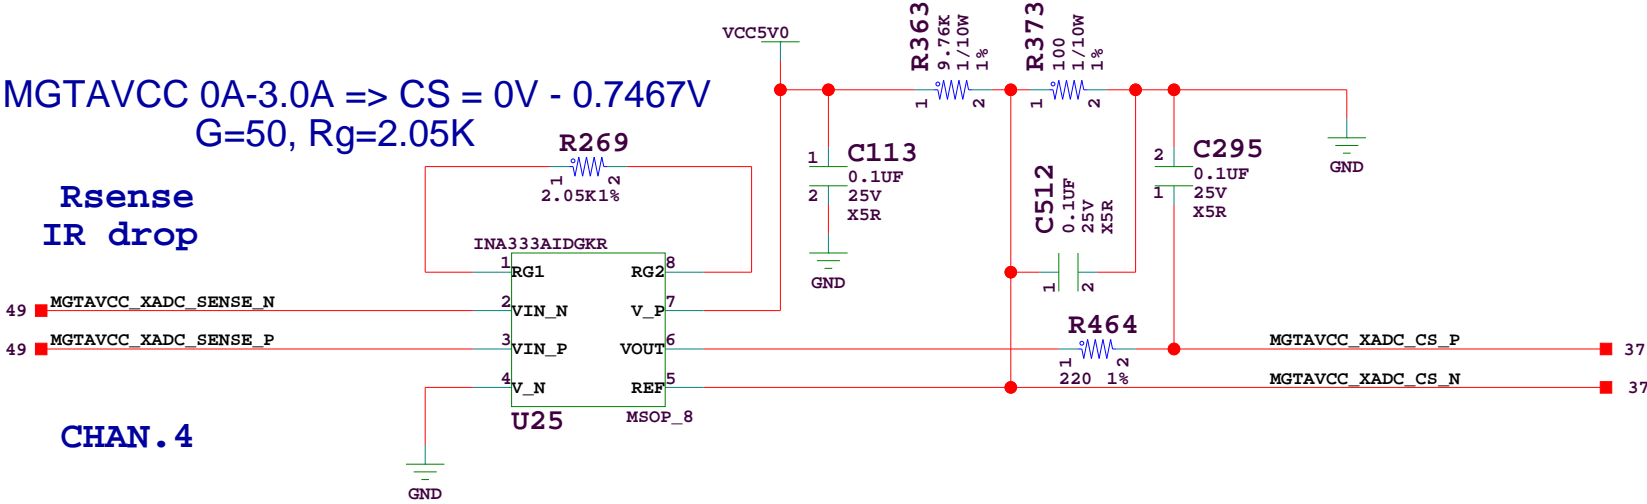 VCC5V0
R363
9.76K
1/10W
1%
1
2
R373
100
1/10W
1%
1
2
MGTAVCC 0A-3.0A => CS = 0V - 0.7467V
G=50, Rg=2.05K
R269
1
2
2.05K1%
1
C113
0.1UF
2
25V
X5R
GND
C512
0.1UF
25V
X5R
1
2
2
C295
0.1UF
1
25V
X5R
GND
Rsense
IR drop
INA333AIDGKR
1
RG1
RG2
8
49
MGTAVCC_XADC_SENSE_N
2
VIN_N
V_P
7
49
MGTAVCC_XADC_SENSE_P
3
VIN_P
VOUT
6
4
V_N
REF
5
U25
MSOP_8
R464
1
2
220 1%
MGTAVCC_XADC_CS_P
37
MGTAVCC_XADC_CS_N
37
CHAN.4
GND